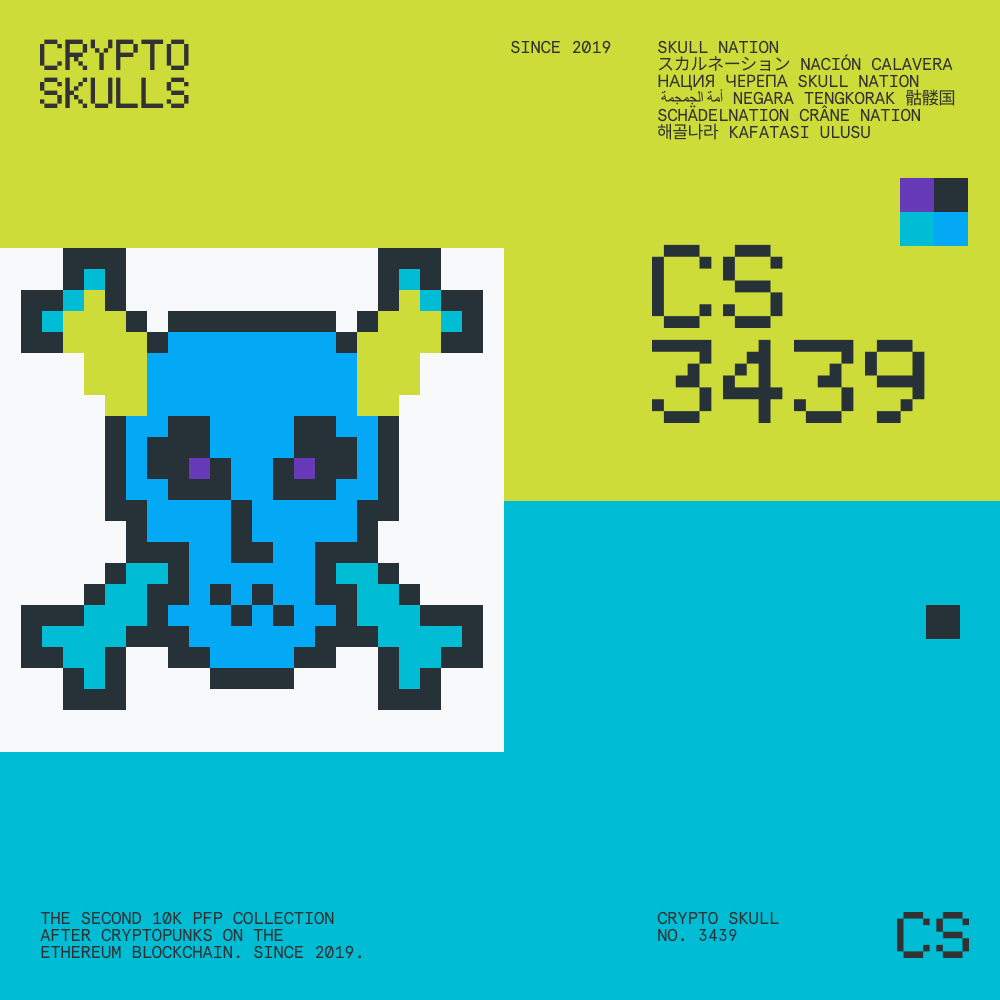 CRYPTO
SKULLS
SINCE 2019
SKULL NATION
スカルネーション NACIÓN CALAVERA
НАЦИЯ ЧЕРЕПА SKULL NATION
أمة الجمجمة NEGARA TENGKORAK 骷髅国
SCHÄDELNATION CRÂNE NATION
해골나라 KAFATASI ULUSU
CS
3439
THE SECOND 10K PFP COLLECTION
AFTER CRYPTOPUNKS ON THE
ETHEREUM BLOCKCHAIN. SINCE 2019.
CRYPTO SKULL
NO. 3439
CS